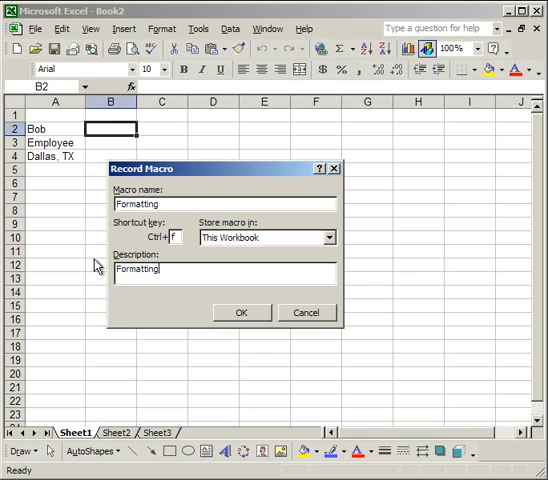 Microsoft Excel - Book2
File Edit View Insert Format Tools Data Window Help Type a question for help
100%
Arial 10 B I U $ % ,
B2 fx
A B C D E F G H I J
1
2 Bob
3 Employee
4 Dallas, TX
5
6
7
8
9
10
11
12
13
14
15
16
17
18
19
20
21
22
23
Record Macro ?
Macro name:
Formatting
Shortcut key: Store macro in:
Ctrl+ f This Workbook
Description:
Formatting
OK Cancel
Sheet1 Sheet2 Sheet3
Draw AutoShapes
Ready